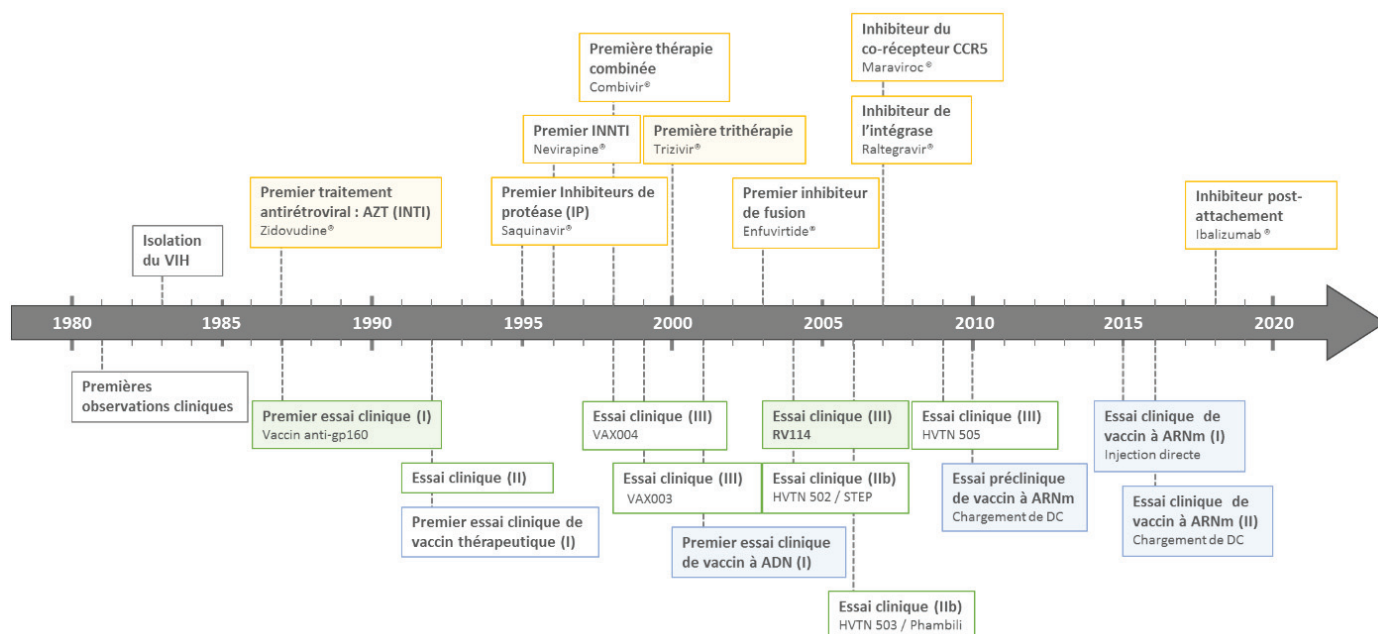 Inhibiteur du
co-récepteur CCR5
Maraviroc®
Première thérapie
combinée
Combivir®
Inhibiteur de
l'intégrase
Raltegravir®
Premier INNTI
Nevirapine®
Première trithérapie
Trizivir®
Premier traitement
antirétroviral : AZT (INTI)
Zidovudine®
Premier Inhibiteurs de
protéase (IP)
Saquinavir®
Premier inhibiteur
de fusion
Enfuvirtide®
Inhibiteur post-
attachement
Ibalizumab®
Isolation
du VIH
1980
1985
1990
1995
2000
2005
2010
2015
2020
Premières
observations cliniques
Premier essai clinique (I)
Vaccin anti-gp160
Essai clinique (III)
VAX004
Essai clinique (III)
RV114
Essai clinique (III)
HVTN 505
Essai clinique de
vaccin à ARNm (I)
Injection directe
Essai clinique (II)
Essai clinique (III)
VAX003
Essai clinique (IIb)
HVTN 502 / STEP
Essai préclinique
de vaccin à ARNm
Chargement de DC
Essai clinique de
vaccin à ARNm (II)
Chargement de DC
Premier essai clinique de
vaccin thérapeutique (I)
Premier essai clinique
de vaccin à ADN (I)
Essai clinique (IIb)
HVTN 503 / Phambili